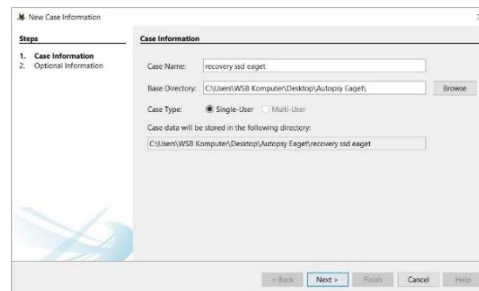 New Case Information
Steps
1. Case Information
2. Optional Information
Case Information
Case Name: recovery ssd eaget
Base Directory: C:\Users\WSB Komputer\Desktop\Autopsy Eaget\ Browse
Case Type: Single-User Multi-User
Case data will be stored in the following directory:
C:\Users\WSB Komputer\Desktop\Autopsy Eaget\recovery ssd eaget
< Back Next > Finish Cancel Help